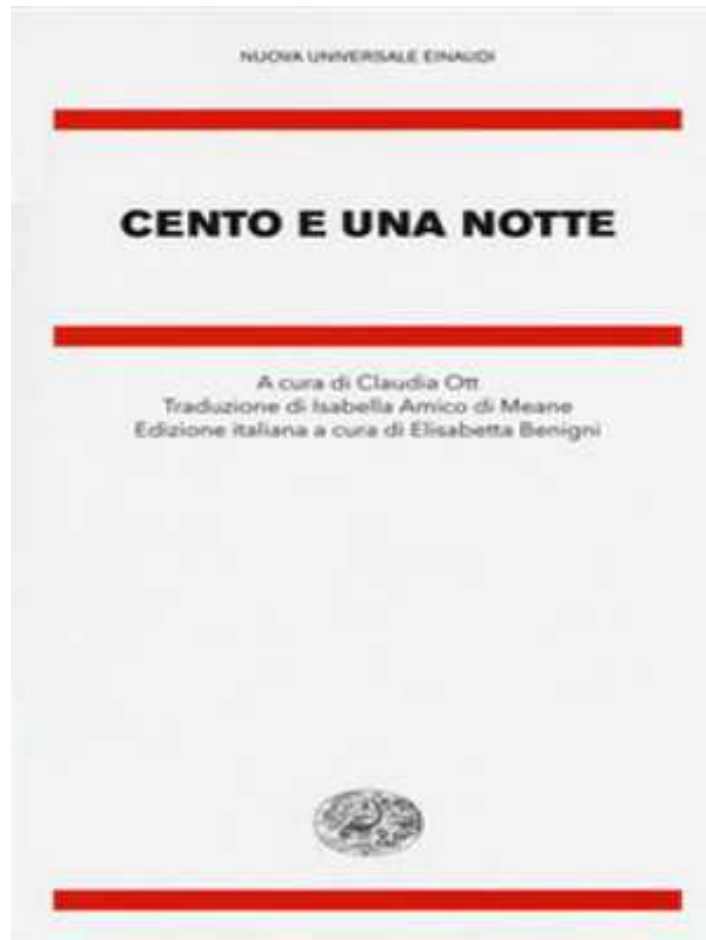 NUOVA UNIVERSALE EINAUDI
CENTO E UNA NOTTE
A cura di Claudia Ott
Traduzione di Isabella Amico di Meane
Edizione italiana a cura di Elisabetta Benigni